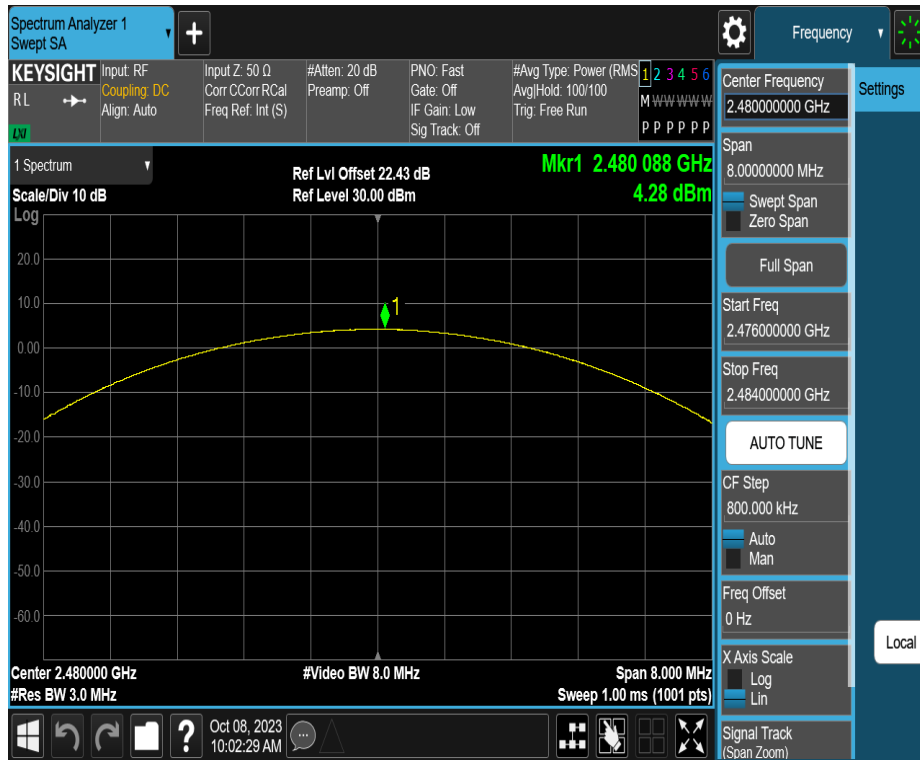 Spectrum Analyzer 1
Swept SA
+
Frequency
KEYSIGHT
R L
LXI
Input: RF
Coupling: DC
Align: Auto
Input Z: 50 Ω
Corr CCorr RCal
Freq Ref: Int (S)
#Atten: 20 dB
Preamp: Off
PNO: Fast
Gate: Off
IF Gain: Low
Sig Track: Off
#Avg Type: Power (RMS
Avg|Hold: 100/100
Trig: Free Run
1 2 3 4 5 6
M W W W W W
P P P P P P
1 Spectrum
Scale/Div 10 dB
Log
Ref Lvl Offset 22.43 dB
Ref Level 30.00 dBm
Mkr1 2.480 088 GHz
4.28 dBm
20.0
10.0
0.00
-10.0
-20.0
-30.0
-40.0
-50.0
-60.0
1
Center 2.480000 GHz
#Res BW 3.0 MHz
#Video BW 8.0 MHz
Span 8.000 MHz
Sweep 1.00 ms (1001 pts)
?
Oct 08, 2023
10:02:29 AM
Center Frequency
2.480000000 GHz
Span
8.00000000 MHz
Swept Span
Zero Span
Full Span
Start Freq
2.476000000 GHz
Stop Freq
2.484000000 GHz
AUTO TUNE
CF Step
800.000 kHz
Auto
Man
Freq Offset
0 Hz
X Axis Scale
Log
Lin
Signal Track
(Span Zoom)
Settings
Local